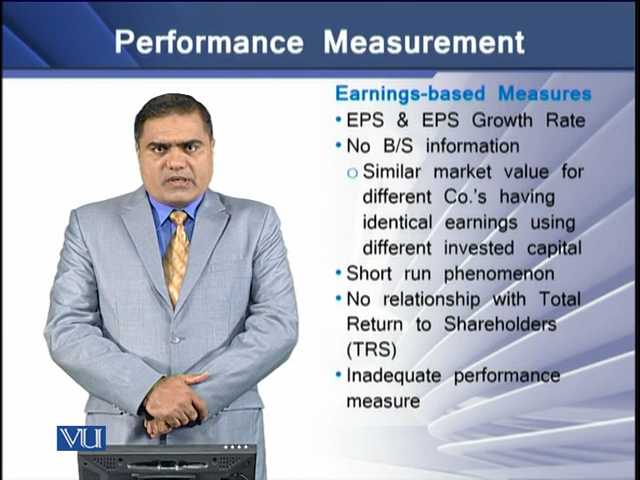 Performance Measurement
Earnings-based Measures
• EPS & EPS Growth Rate
• No B/S information
o Similar market value for
different Co.'s having
identical earnings using
different invested capital
• Short run phenomenon
• No relationship with Total
Return to Shareholders
(TRS)
• Inadequate performance
measure
VU